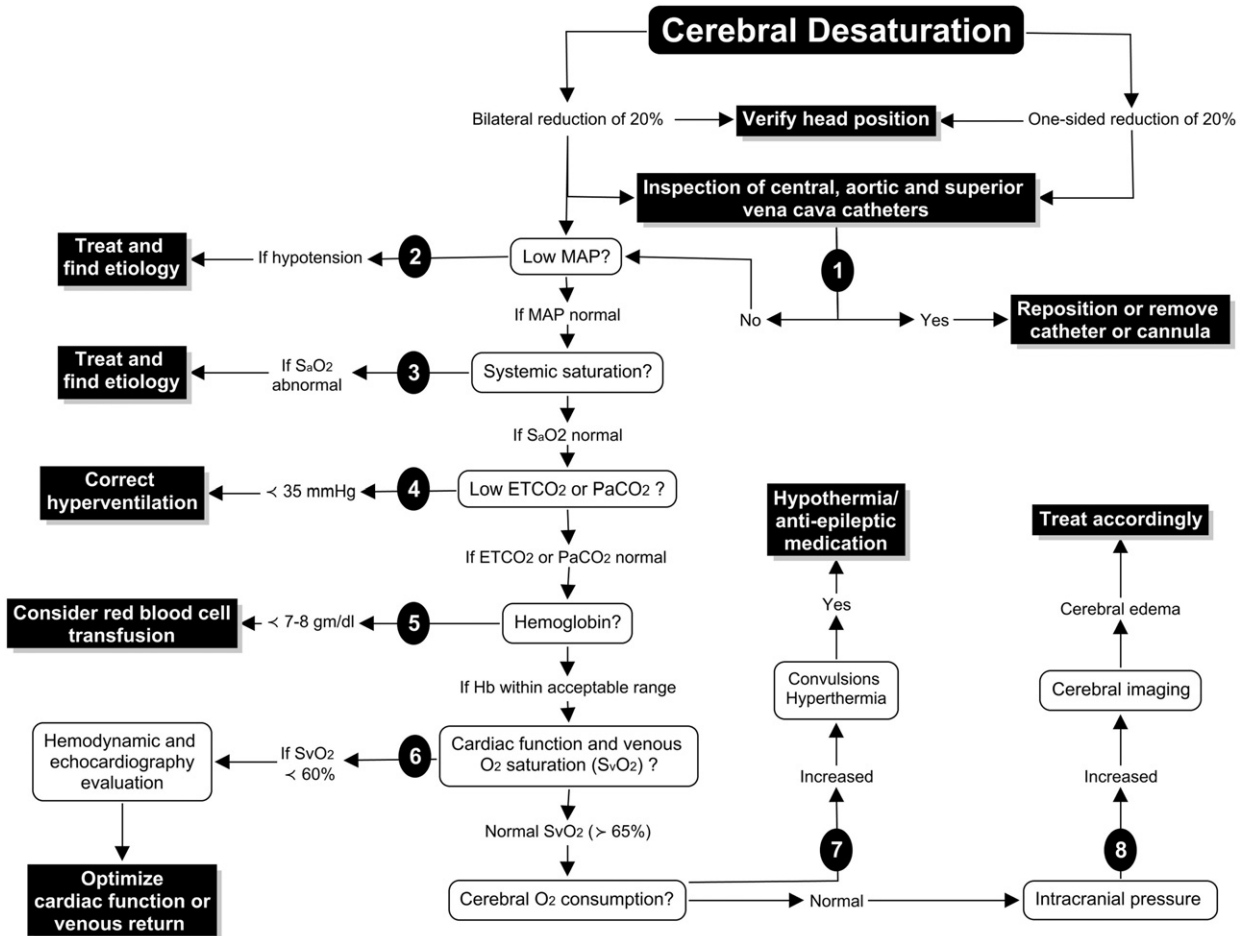 Cerebral Desaturation
Bilateral reduction of 20%
Verify head position
One-sided reduction of 20%
Inspection of central, aortic and superior
vena cava catheters
Treat and
find etiology
If hypotension
2
Low MAP?
1
If MAP normal
No
Yes
Reposition or remove
catheter or cannula
Treat and
find etiology
If SaO2
abnormal
3
Systemic saturation?
If SaO2 normal
Correct
hyperventilation
≺ 35 mmHg
4
Low ETCO2 or PaCO2 ?
Hypothermia/
anti-epileptic
medication
Treat accordingly
If ETCO2 or PaCO2 normal
Yes
Cerebral edema
Consider red blood cell
transfusion
≺ 7-8 gm/dl
5
Hemoglobin?
If Hb within acceptable range
Convulsions
Hyperthermia
Cerebral imaging
Hemodynamic and
echocardiography
evaluation
If SvO2
≺ 60%
6
Cardiac function and venous
O2 saturation (SvO2) ?
Increased
Increased
Normal SvO2 (≻ 65%)
7
8
Optimize
cardiac function or
venous return
Cerebral O2 consumption?
Normal
Intracranial pressure